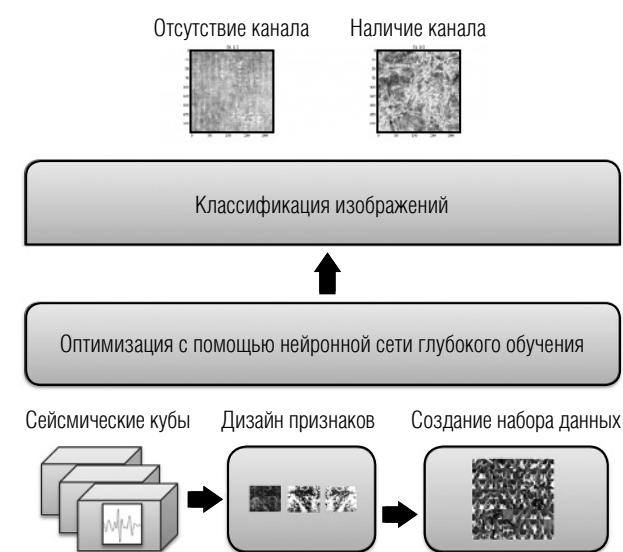 Отсутствие канала
Наличие канала
Классификация изображений
Оптимизация с помощью нейронной сети глубокого обучения
Сейсмические кубы
Дизайн признаков
Создание набора данных